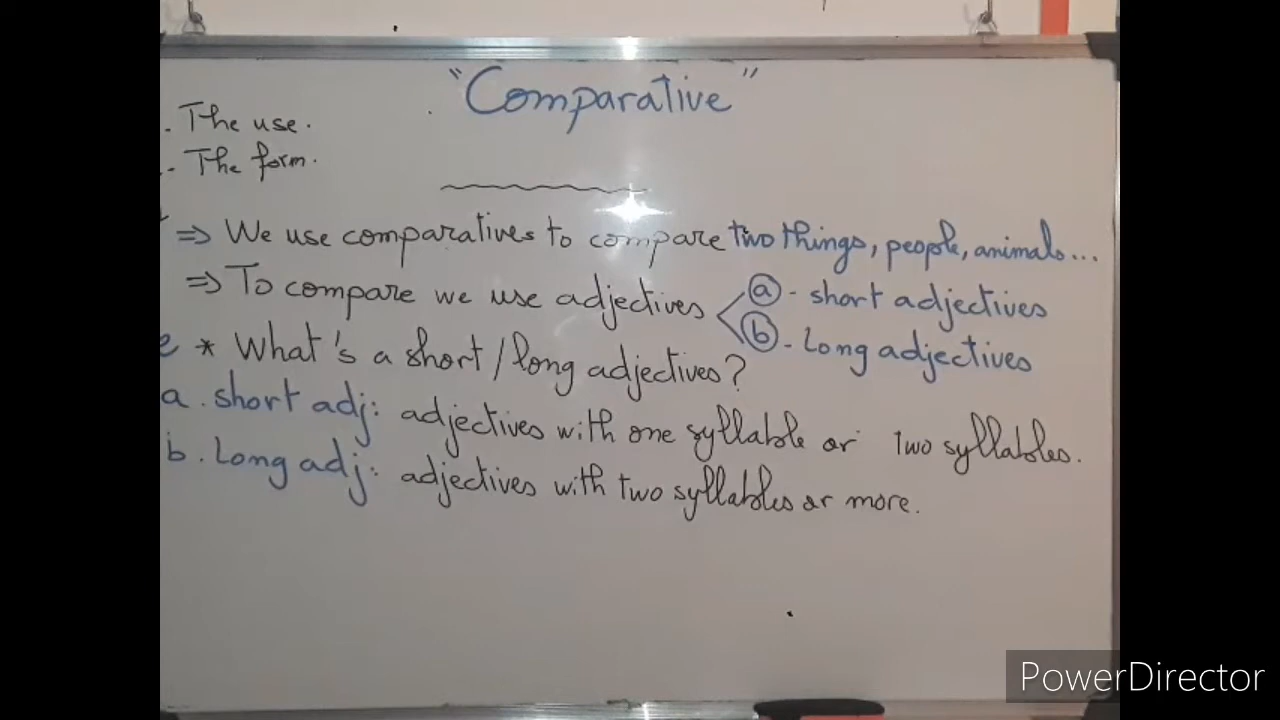 "Comparative"
. The use.
.- The form.
⇒ We use comparatives to compare two things, people, animals...
⇒ To compare we use adjectives
ⓐ - short adjectives
ⓑ - Long adjectives
* What's a short / long adjectives?
a. short adj: adjectives with one syllable or two syllables.
b. Long adj: adjectives with two syllables or more.
PowerDirector